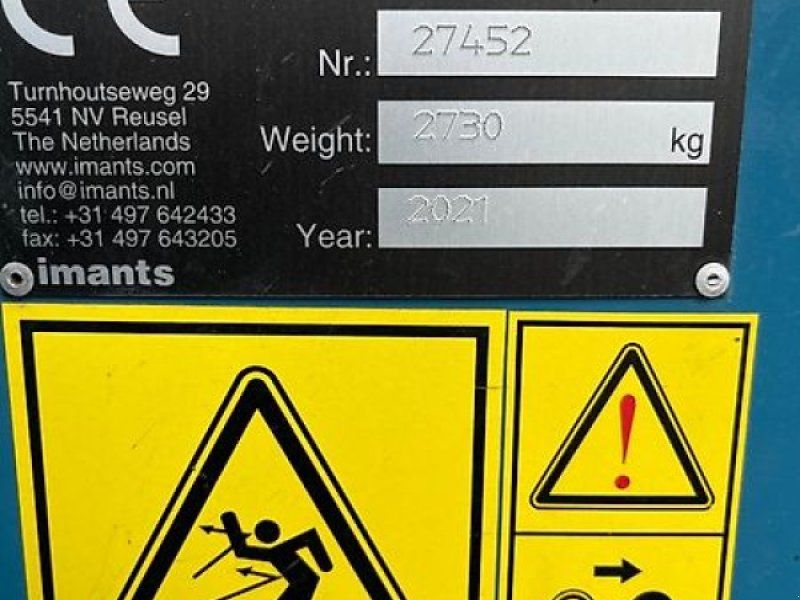 CE
Nr.: 27452
Turnhoutseweg 29
5541 NV Reusel
The Netherlands
www.imants.com
info@imants.nl
tel.: +31 497 642433
fax: +31 497 643205
Weight: 2730 kg
Year: 2021
imants